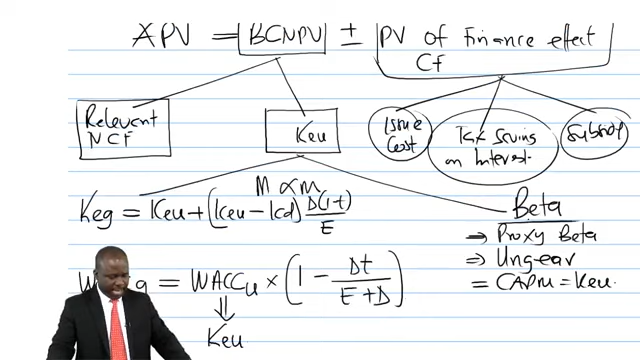 APV = BCNPV ± PV of Finance effect
CF
Relevant
NCF
Keu
Issue
Cost
Tax Saving
on Interest
Subsidy
M & M
Keg = Keu + (Keu - Kd) D(1-t)
E
Beta
⇒ Proxy Beta
⇒ Ungear
= CAPM = Keu
= WACCu × (1 - Dt
E + D)
⇓
Keu